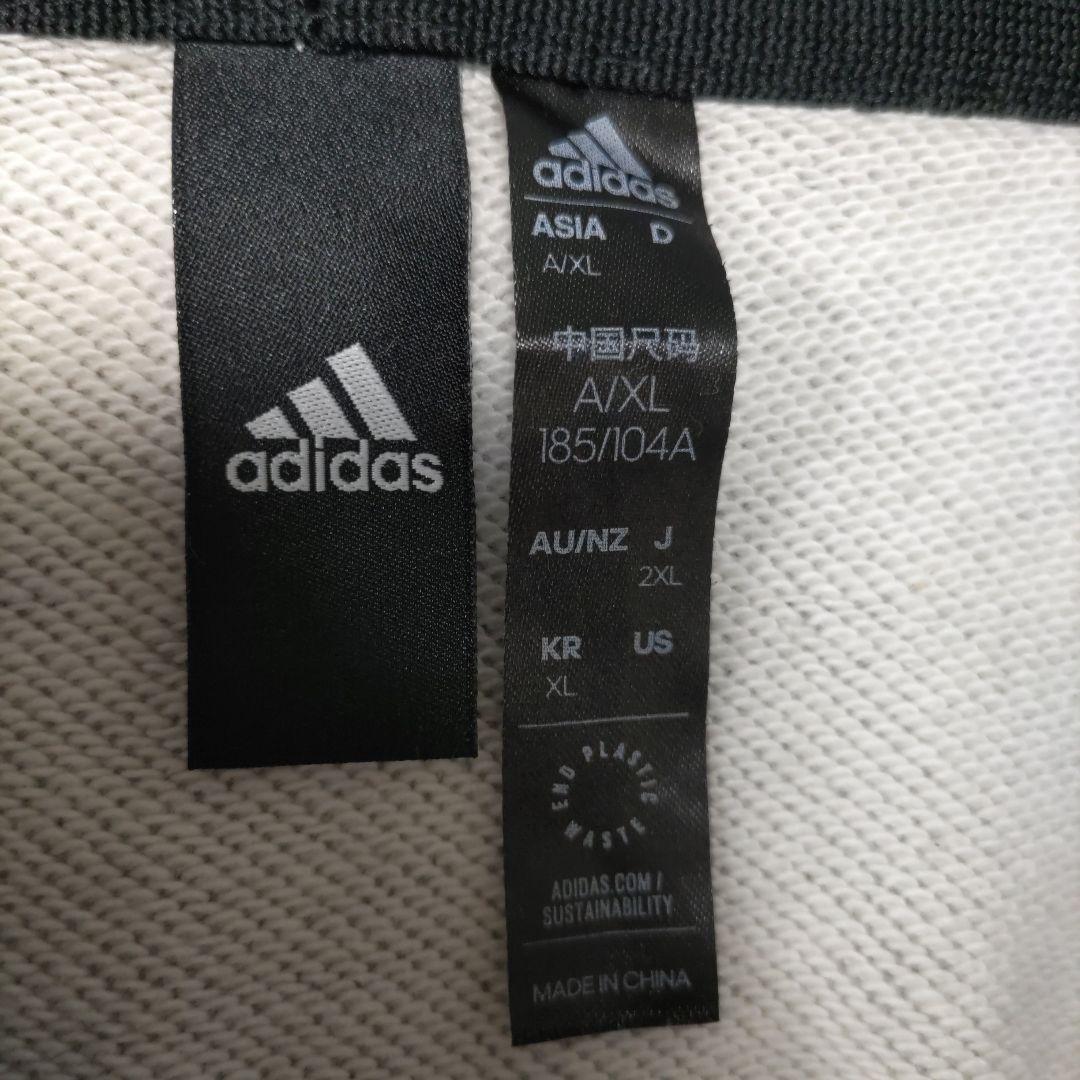 adidas
adidas
ASIA D
A/XL
中国尺码
A/XL
185/104A
AU/NZ J
2XL
KR US
XL
END PLASTIC WASTE
ADIDAS.COM/
SUSTAINABILITY
MADE IN CHINA